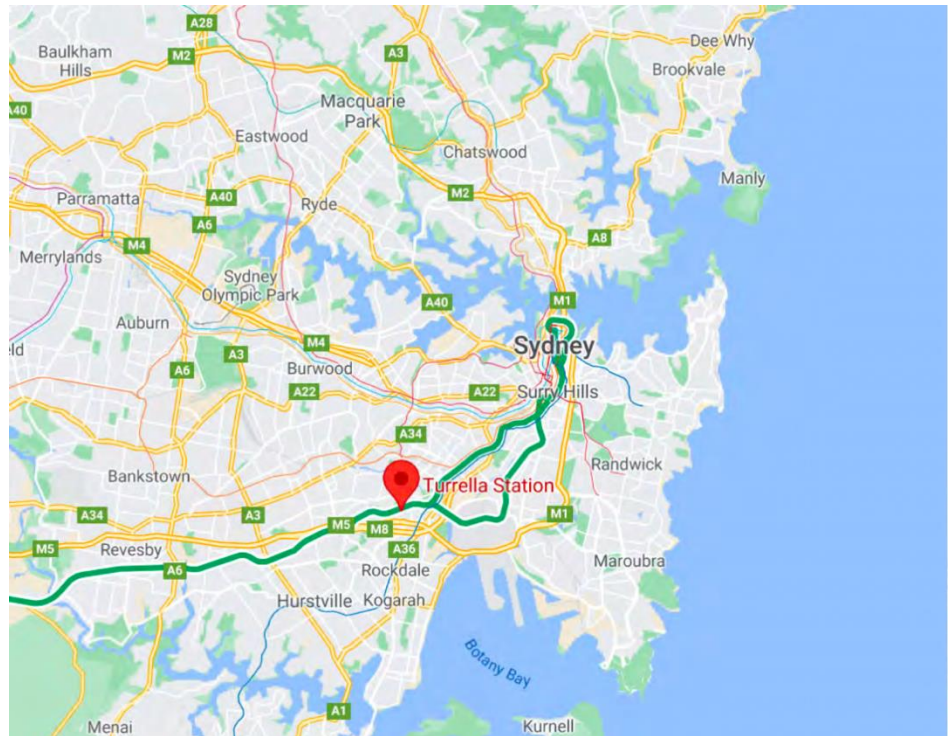 A28
Dee Why
Baulkham
Hills
M2
A3
Brookvale
A40
Macquarie
Park
Eastwood
Chatswood
Manly
M2
Parramatta
A40
Ryde
A6
A8
M4
Merrylands
Sydney
Olympic Park
A40
M1
Auburn
eld
M4
Sydney
A3
A6
Burwood
A22
A22
Surry Hills
A34
Randwick
Bankstown
Turrella Station
A34
A3
M5
M8
M1
M5
Revesby
A36
Maroubra
A6
Rockdale
Hurstville
Kogarah
Botany Bay
A1
Menai
Kurnell